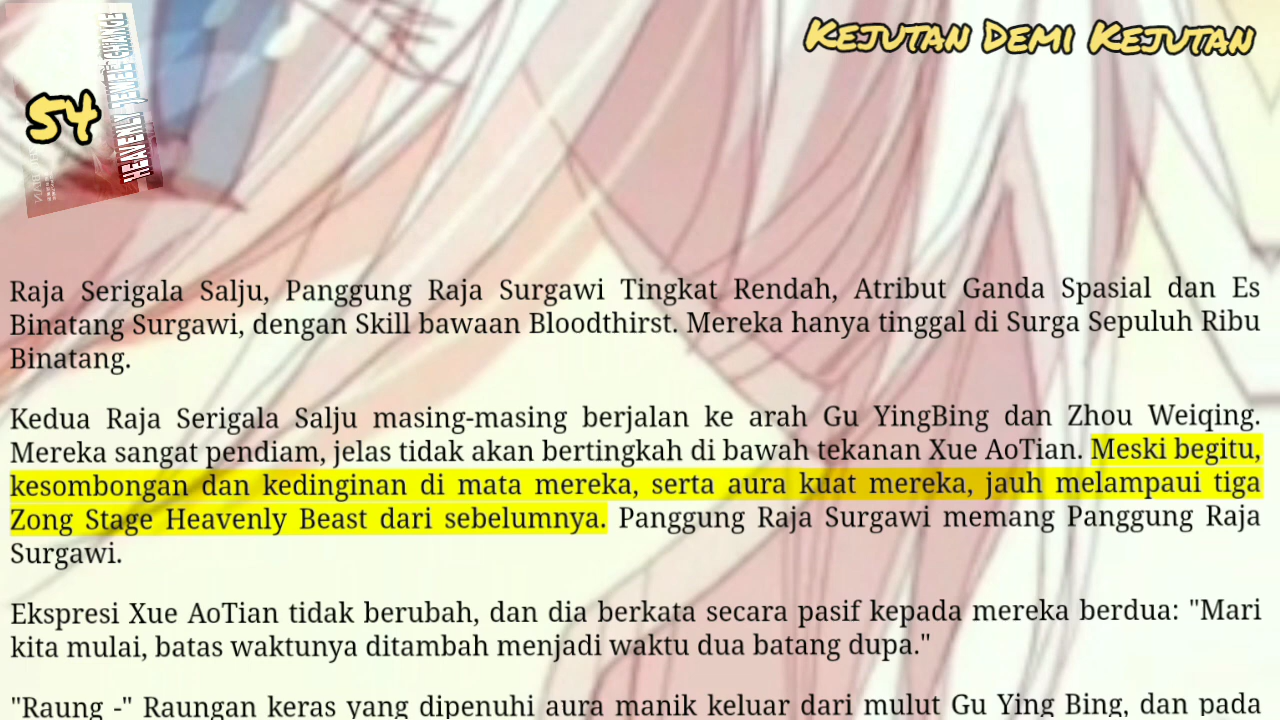 Kejutan Demi Kejutan
HEAVENLY JEWEL CHANGE
54
Raja Serigala Salju, Panggung Raja Surgawi Tingkat Rendah, Atribut Ganda Spasial dan Es
Binatang Surgawi, dengan Skill bawaan Bloodthirst. Mereka hanya tinggal di Surga Sepuluh Ribu
Binatang.
Kedua Raja Serigala Salju masing-masing berjalan ke arah Gu YingBing dan Zhou Weiqing.
Mereka sangat pendiam, jelas tidak akan bertingkah di bawah tekanan Xue AoTian. Meski begitu,
kesombongan dan kedinginan di mata mereka, serta aura kuat mereka, jauh melampaui tiga
Zong Stage Heavenly Beast dari sebelumnya. Panggung Raja Surgawi memang Panggung Raja
Surgawi.
Ekspresi Xue AoTian tidak berubah, dan dia berkata secara pasif kepada mereka berdua: "Mari
kita mulai, batas waktunya ditambah menjadi waktu dua batang dupa."
"Raung -" Raungan keras yang dipenuhi aura manik keluar dari mulut Gu Ying Bing, dan pada